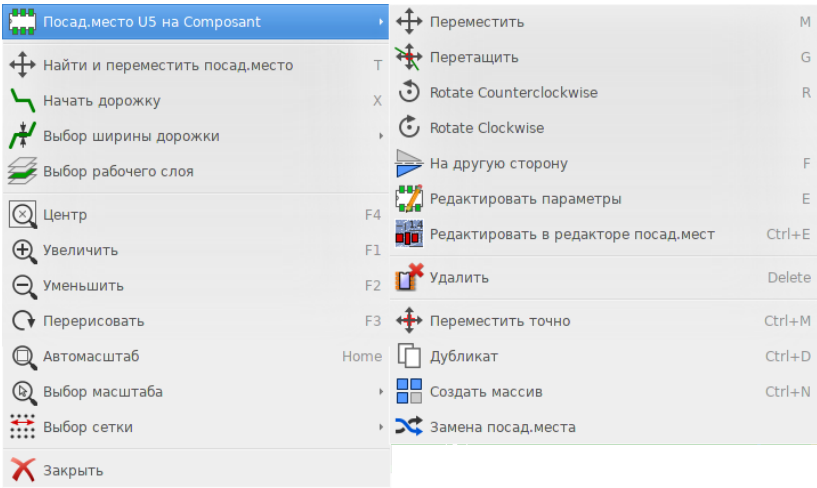 Посад.место U5 на Composant
Найти и переместить посад.место T
Начать дорожку X
Выбор ширины дорожки
Выбор рабочего слоя
Центр F4
Увеличить F1
Уменьшить F2
Перерисовать F3
Автомасштаб Home
Выбор масштаба
Выбор сетки
Закрыть
Переместить M
Перетащить G
Rotate Counterclockwise R
Rotate Clockwise
На другую сторону F
Редактировать параметры E
Редактировать в редакторе посад.мест Ctrl+E
Удалить Delete
Переместить точно Ctrl+M
Дубликат Ctrl+D
Создать массив Ctrl+N
Замена посад.места